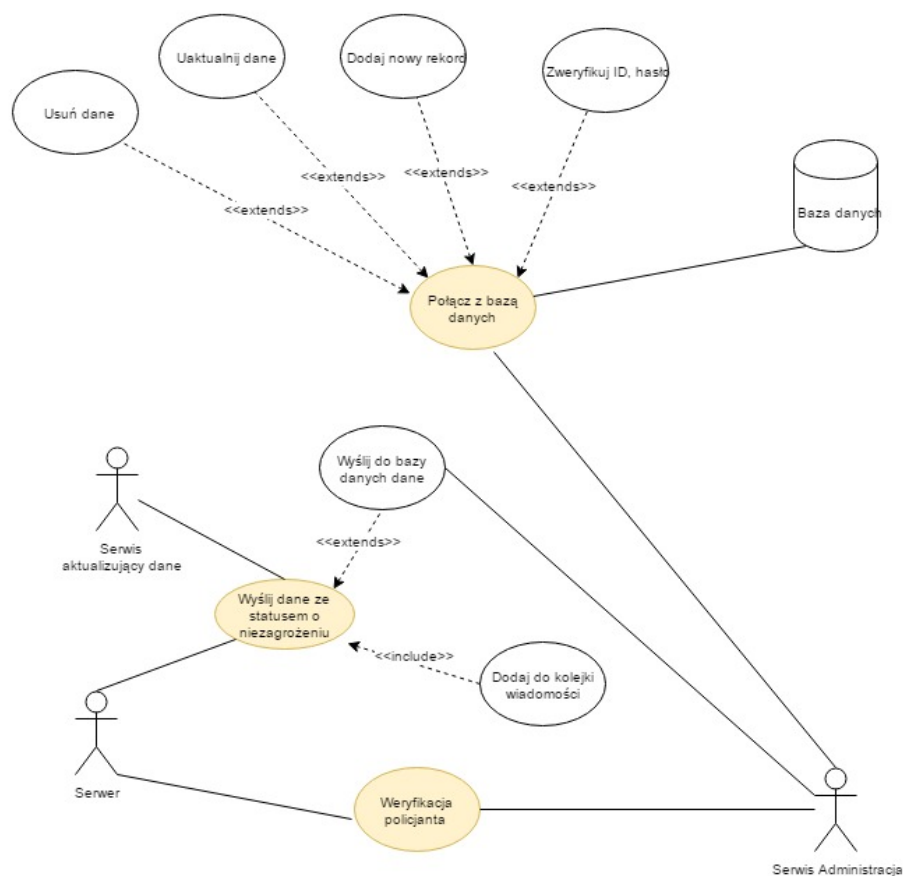 Uaktualnij dane
Dodaj nowy rekord
Zweryfikuj ID, hasło
Usuń dane
<<extends>>
<<extends>>
<<extends>>
<<extends>>
Baza danych
Połącz z bazą
danych
Wyślij do bazy
danych dane
<<extends>>
Serwis
aktualizujący dane
Wyślij dane ze
statusem o
niezagrożeniu
<<include>>
Dodaj do kolejki
wiadomości
Serwer
Weryfikacja
policjanta
Serwis Administracja